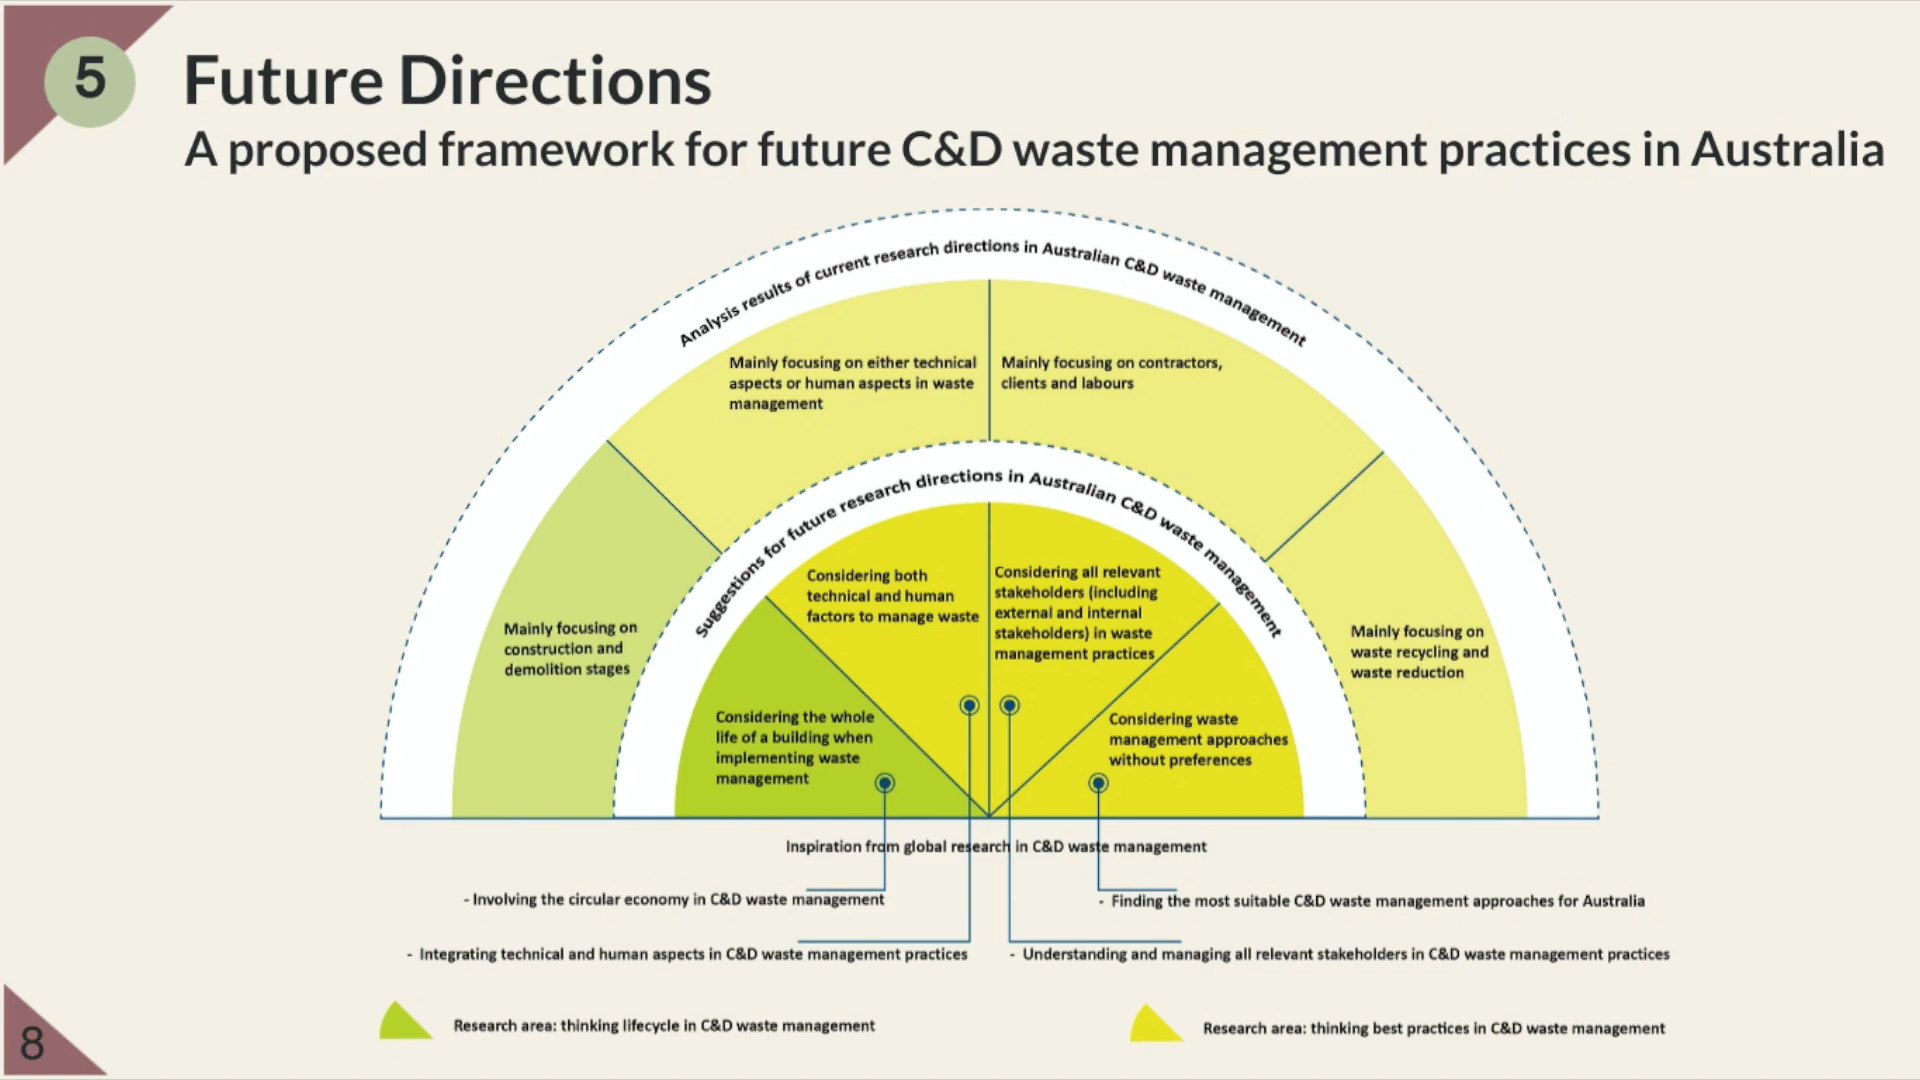 5
Future Directions
A proposed framework for future C&D waste management practices in Australia
Analysis results of current research directions in Australian C&D waste management
Mainly focusing on either technical
aspects or human aspects in waste
management
Mainly focusing on contractors,
clients and labours
Mainly focusing on
construction and
demolition stages
Mainly focusing on
waste recycling and
waste reduction
Suggestions for future research directions in Australian C&D waste management
Considering both
technical and human
factors to manage waste
Considering all relevant
stakeholders (including
external and internal
stakeholders) in waste
management practices
Considering the whole
life of a building when
implementing waste
management
Considering waste
management approaches
without preferences
Inspiration from global research in C&D waste management
- Involving the circular economy in C&D waste management
- Finding the most suitable C&D waste management approaches for Australia
- Integrating technical and human aspects in C&D waste management practices
- Understanding and managing all relevant stakeholders in C&D waste management practices
Research area: thinking lifecycle in C&D waste management
Research area: thinking best practices in C&D waste management
8